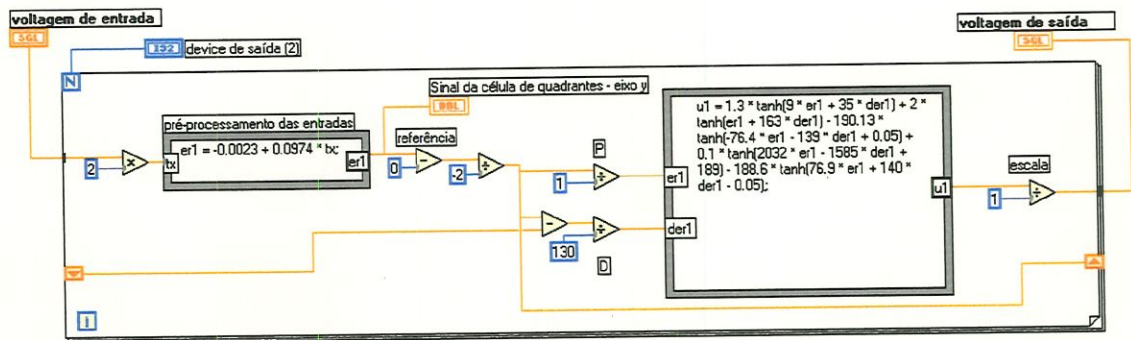 voltagem de entrada
SGL
I32
device de saída (2)
voltagem de saída
SGL
N
Sinal da célula de quadrantes - eixo y
DBL
pré-processamento das entradas
er1 = -0.0023 + 0.0974 * tx;
tx
er1
2
×
referência
0
-
-2
÷
P
1
÷
-
130
÷
D
er1
der1
u1 = 1.3 * tanh(9 * er1 + 35 * der1) + 2 *
tanh(er1 + 163 * der1) - 190.13 *
tanh(-76.4 * er1 - 139 * der1 + 0.05) +
0.1 * tanh(2032 * er1 - 1585 * der1 +
189) - 188.6 * tanh(76.9 * er1 + 140 *
der1 - 0.05);
u1
escala
1
÷
i